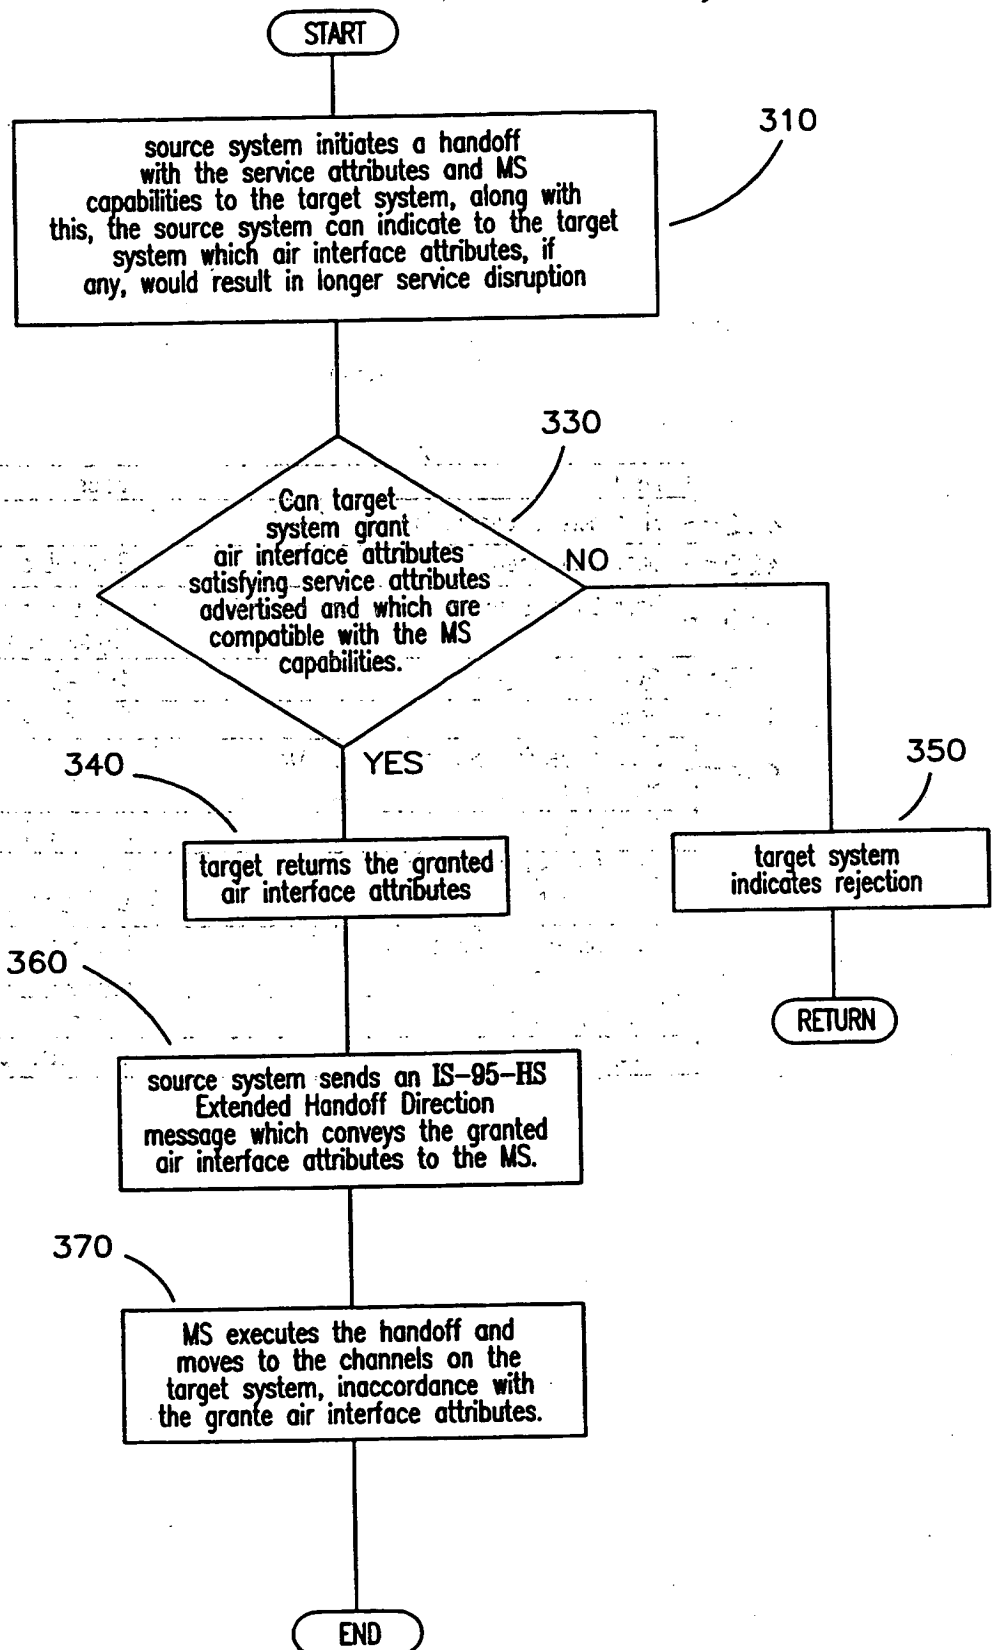 START
310
source system initiates a handoff
with the service attributes and MS
capabilities to the target system, along with
this, the source system can indicate to the target
system which air interface attributes, if
any, would result in longer service disruption
330
Can target
system grant
air interface attributes
satisfying service attributes
advertised and which are
compatible with the MS
capabilities.
NO
YES
340
350
target returns the granted
air interface attributes
target system
indicates rejection
360
RETURN
source system sends an IS-95-HS
Extended Handoff Direction
message which conveys the granted
air interface attributes to the MS.
370
MS executes the handoff and
moves to the channels on the
target system, inaccordance with
the grante air interface attributes.
END